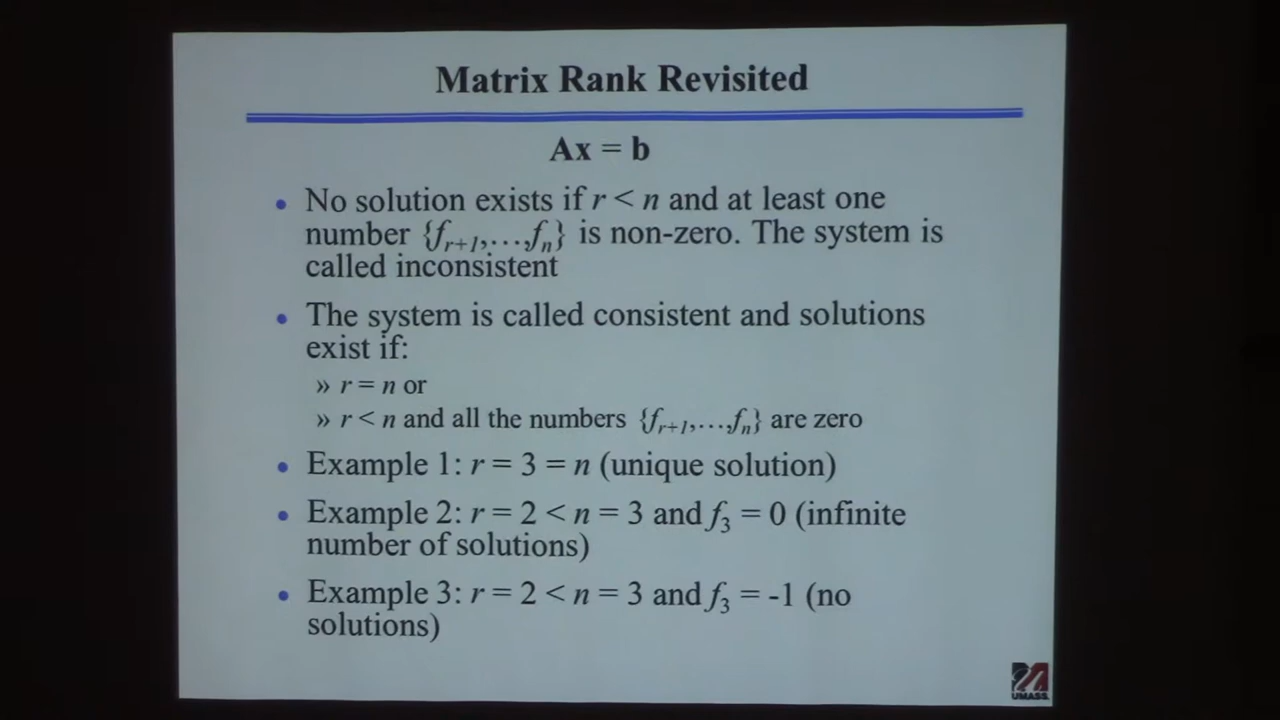 Matrix Rank Revisited
Ax = b
• No solution exists if r < n and at least one
number {fr+1,…,fn} is non-zero. The system is
called inconsistent
• The system is called consistent and solutions
exist if:
» r = n or
» r < n and all the numbers {fr+1,…,fn} are zero
• Example 1: r = 3 = n (unique solution)
• Example 2: r = 2 < n = 3 and f3 = 0 (infinite
number of solutions)
• Example 3: r = 2 < n = 3 and f3 = -1 (no
solutions)
UMASS